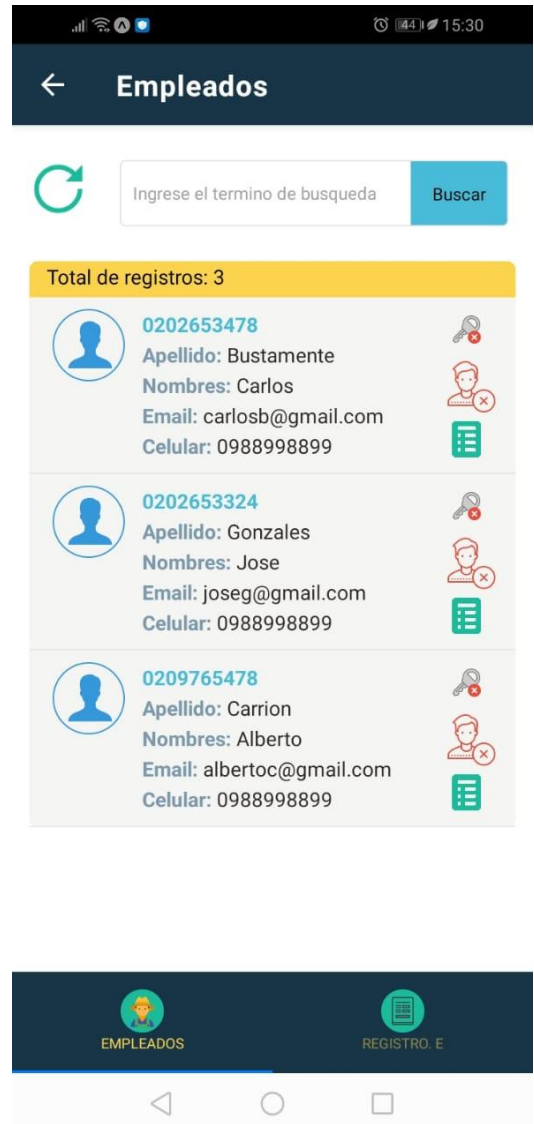 44 15:30
Empleados
Ingrese el termino de busqueda Buscar
Total de registros: 3
0202653478
Apellido: Bustamente
Nombres: Carlos
Email: carlosb@gmail.com
Celular: 0988998899
0202653324
Apellido: Gonzales
Nombres: Jose
Email: joseg@gmail.com
Celular: 0988998899
0209765478
Apellido: Carrion
Nombres: Alberto
Email: albertoc@gmail.com
Celular: 0988998899
EMPLEADOS REGISTRO. E